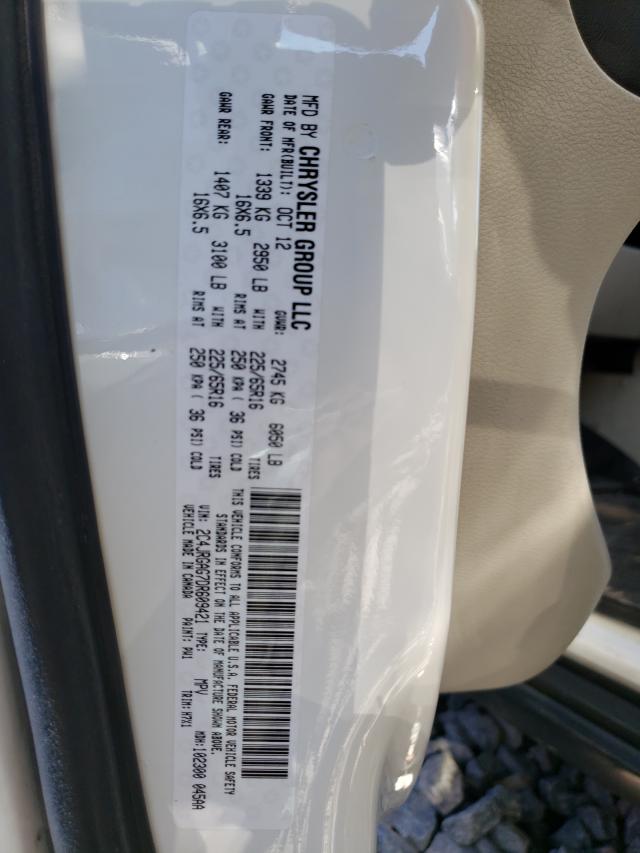 MFD BY CHRYSLER GROUP LLC
DATE OF MFR(BUILT): OCT 12 GVWR: 2745 KG 6050 LB
GAWR FRONT: 1339 KG 2950 LB WITH 225/65R16 TIRES
16X6.5 RIMS AT 250 KPA ( 36 PSI) COLD
GAWR REAR: 1407 KG 3100 LB WITH 225/65R16 TIRES
16X6.5 RIMS AT 250 KPA ( 36 PSI) COLD
THIS VEHICLE CONFORMS TO ALL APPLICABLE U.S.A. FEDERAL MOTOR VEHICLE SAFETY
STANDARDS IN EFFECT ON THE DATE OF MANUFACTURE SHOWN ABOVE.
VIN: TYPE: MPV MDH:102300 045AA
VEHICLE MADE IN CANADA PAINT: PW1 TRIM: H7X1